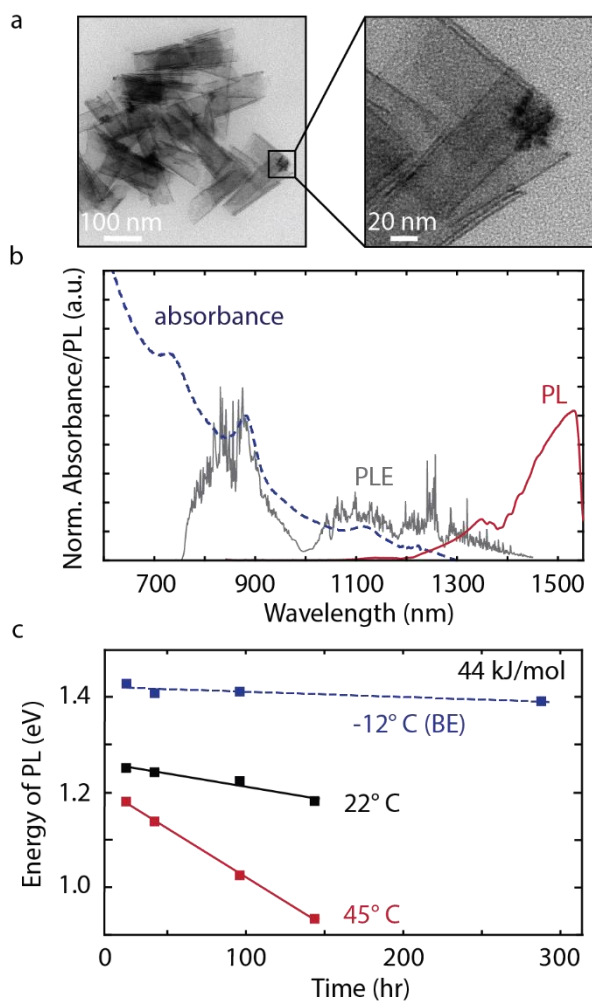 a
100 nm
20 nm
b
Norm. Absorbance/PL (a.u.)
absorbance
PLE
PL
700 900 1100 1300 1500
Wavelength (nm)
c
Energy of PL (eV)
1.4
1.2
1.0
44 kJ/mol
-12° C (BE)
22° C
45° C
0 100 200 300
Time (hr)